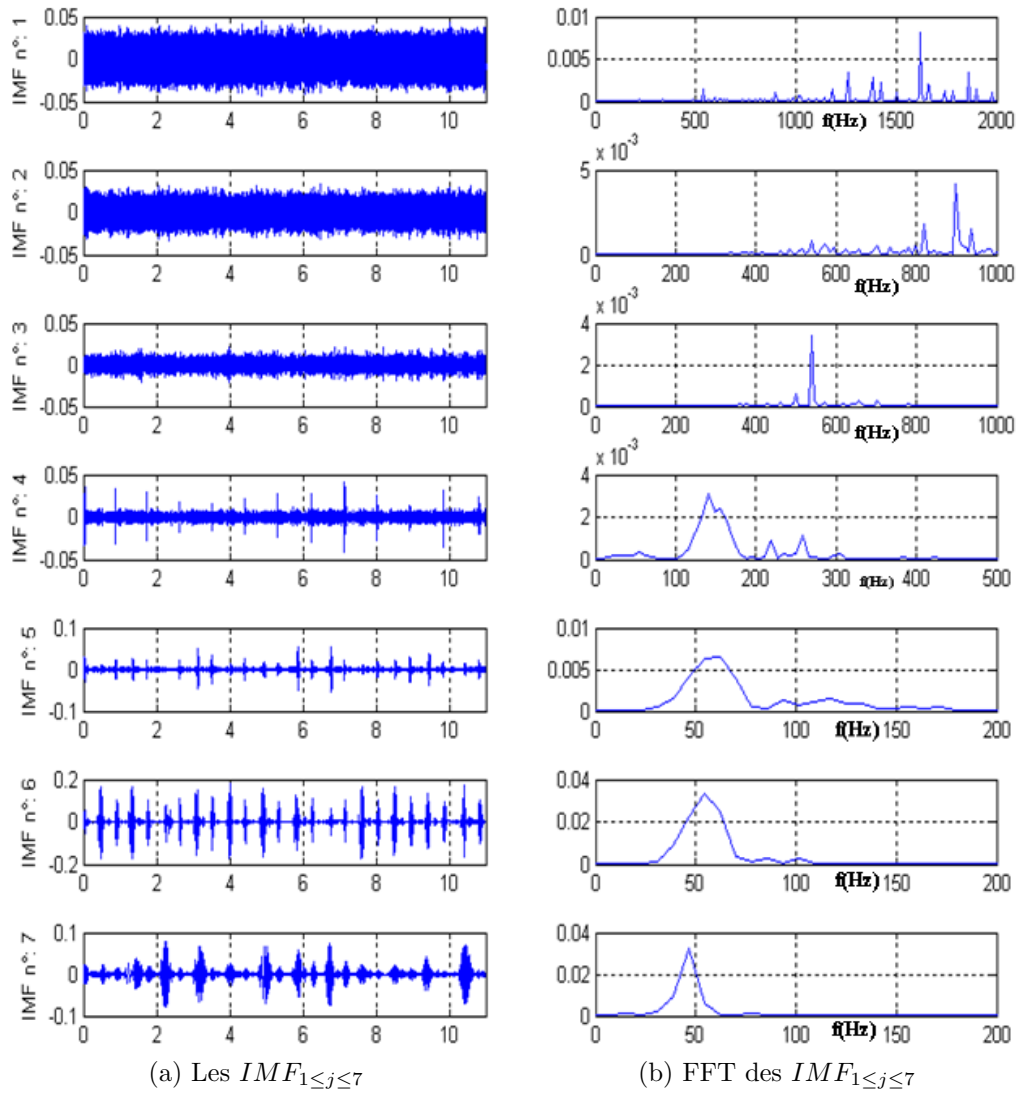 IMF n°: 1
0.05
0
-0.05
0 2 4 6 8 10
0.01
0.005
0
0 500 1000 f(Hz) 1500 2000
IMF n°: 2
0.05
0
-0.05
0 2 4 6 8 10
x 10⁻³
5
0
0 200 400 600 800 1000
f(Hz)
IMF n°: 3
0.05
0
-0.05
0 2 4 6 8 10
x 10⁻³
4
2
0
0 200 400 600 800 1000
f(Hz)
IMF n°: 4
0.05
0
-0.05
0 2 4 6 8 10
x 10⁻³
4
2
0
0 100 200 300 400 500
f(Hz)
IMF n°: 5
0.1
0
-0.1
0 2 4 6 8 10
0.01
0.005
0
0 50 100 f(Hz) 150 200
IMF n°: 6
0.2
0
-0.2
0 2 4 6 8 10
0.04
0.02
0
0 50 100 f(Hz) 150 200
IMF n°: 7
0.1
0
-0.1
0 2 4 6 8 10
0.04
0.02
0
0 50 100 f(Hz) 150 200
(a) Les IMF₁≤j≤7
(b) FFT des IMF₁≤j≤7